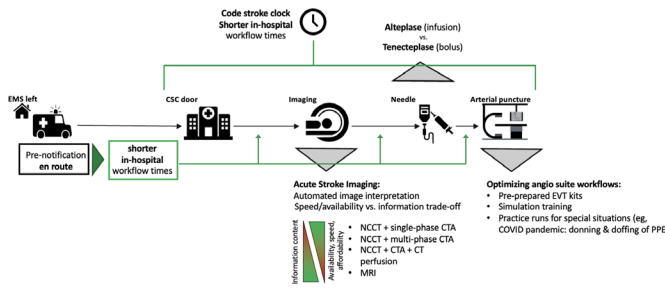 Code stroke clock
Shorter in-hospital
workflow times
Alteplase (infusion)
vs.
Tenecteplase (bolus)
EMS left
CSC door
Imaging
Needle
Arterial puncture
Pre-notification
en route
shorter
in-hospital
workflow times
Acute Stroke Imaging:
Automated image interpretation
Speed/availability vs. information trade-off
Information content
Availability, speed,
affordability
• NCCT + single-phase CTA
• NCCT + multi-phase CTA
• NCCT + CTA + CT
perfusion
• MRI
Optimizing angio suite workflows:
• Pre-prepared EVT kits
• Simulation training
• Practice runs for special situations (eg,
COVID pandemic: donning & doffing of PPE